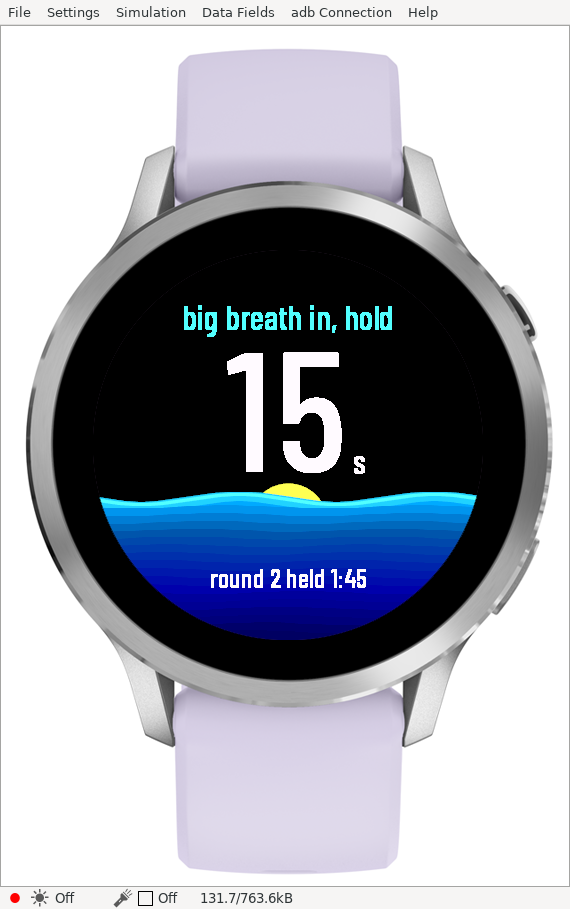 File Settings Simulation Data Fields adb Connection Help
big breath in, hold
15 s
round 2 held 1:45
Off Off 131.7/763.6kB